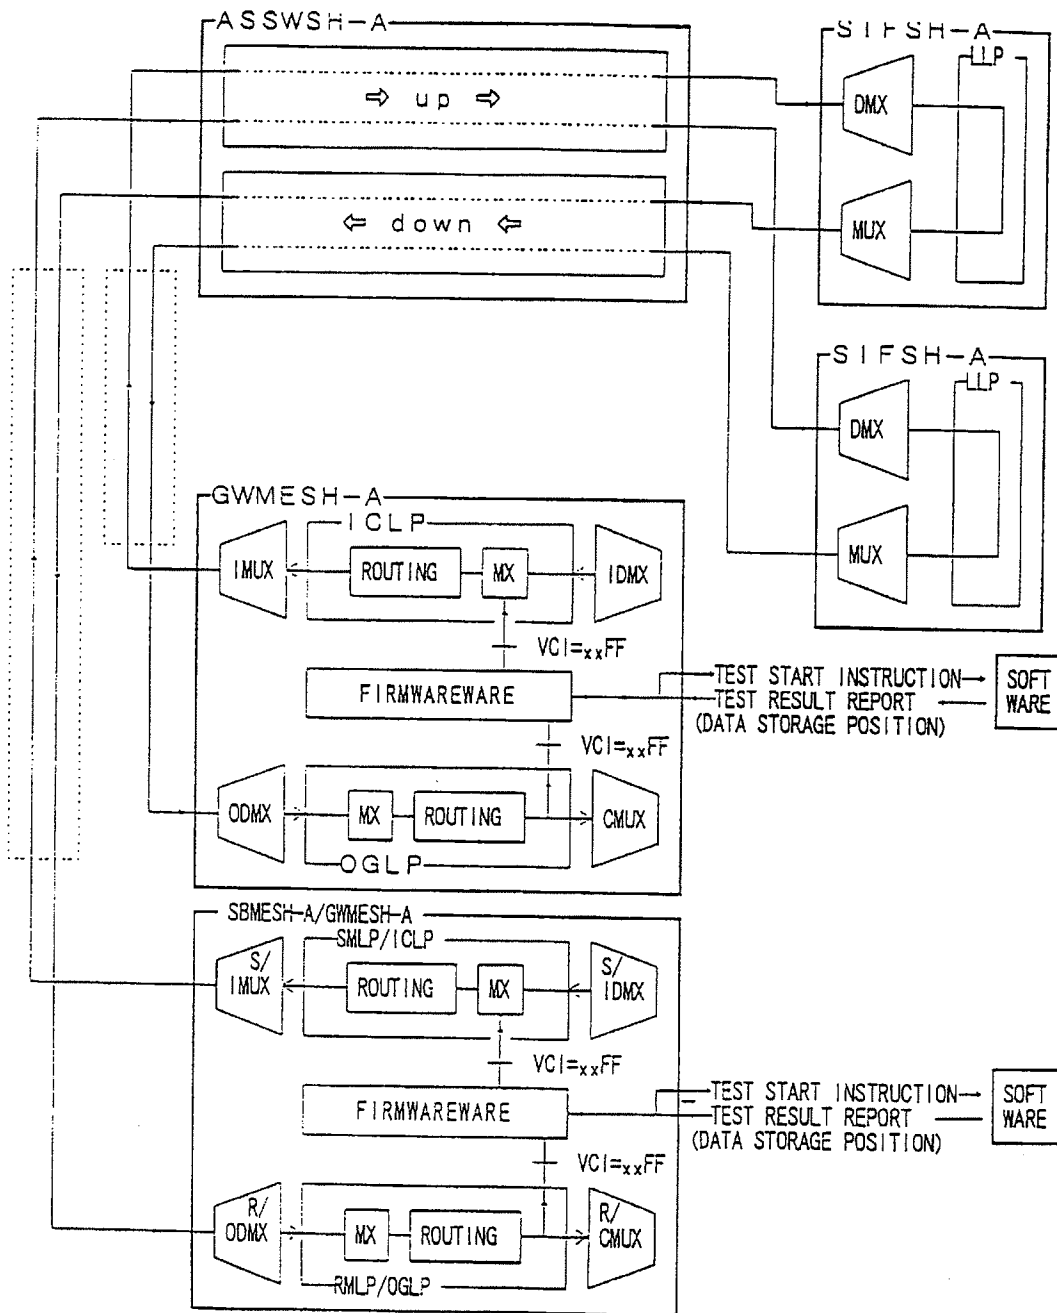 ASSWSH-A
⇨ up ⇨
⇦ down ⇦
SIFSH-A
LLP
DMX
MUX
SIFSH-A
LLP
DMX
MUX
GWMESH-A
ICLP
IMUX
ROUTING
MX
IDMX
VCI=xxFF
FIRMWAREWARE
TEST START INSTRUCTION
TEST RESULT REPORT
(DATA STORAGE POSITION)
SOFT
WARE
VCI=xxFF
ODMX
MX
ROUTING
CMUX
OGLP
SBMESH-A/GWMESH-A
SMLP/ICLP
S/
IMUX
ROUTING
MX
S/
IDMX
VCI=xxFF
FIRMWAREWARE
TEST START INSTRUCTION
TEST RESULT REPORT
(DATA STORAGE POSITION)
SOFT
WARE
VCI=xxFF
R/
ODMX
MX
ROUTING
R/
CMUX
RMLP/OGLP